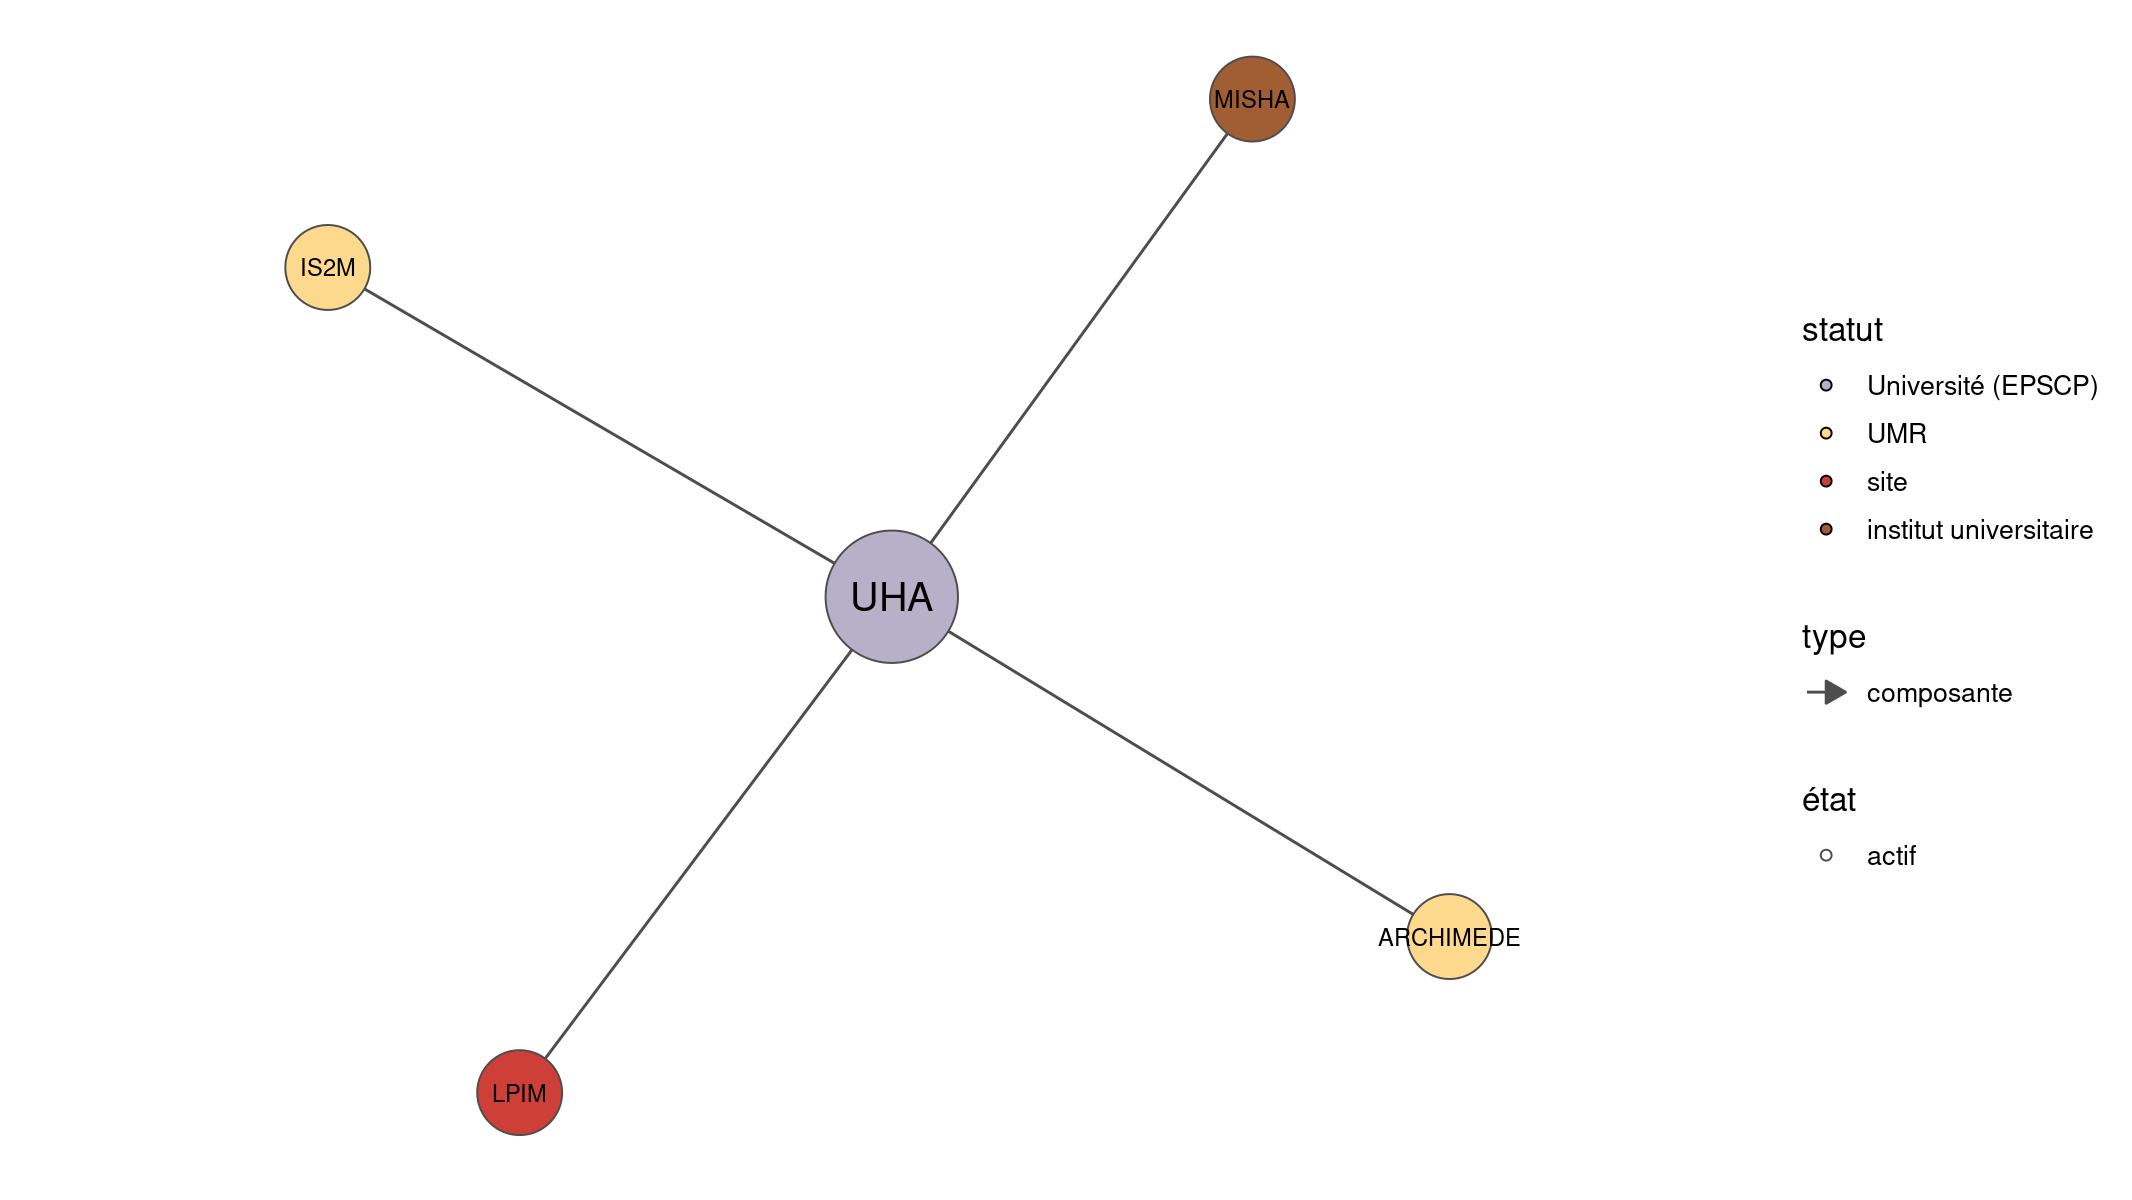 MISHA
IS2M
UHA
ARCHIMEDE
LPIM
statut
Université (EPSCP)
UMR
site
institut universitaire
type
composante
état
actif